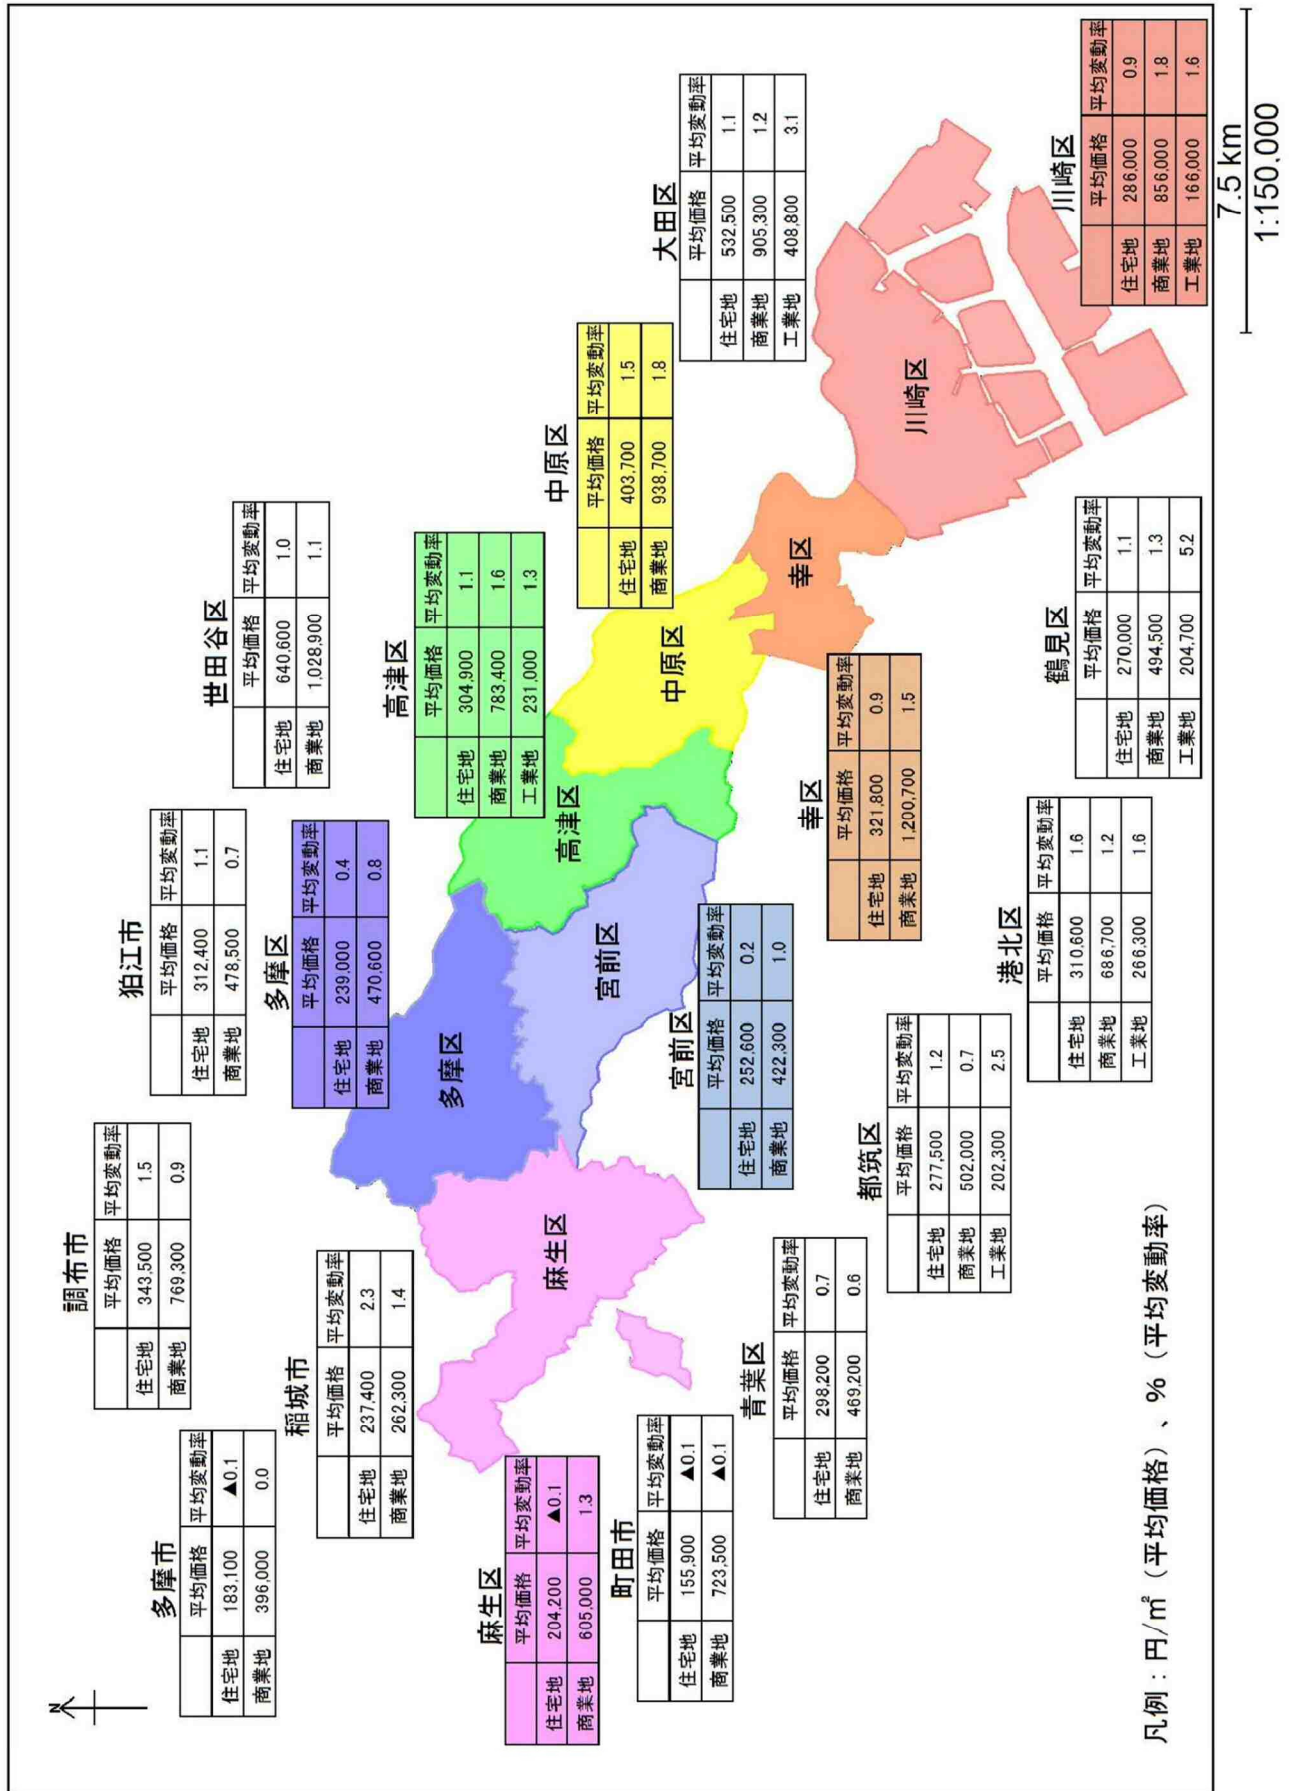 N
調布市
平均価格 平均変動率
住宅地 343,500 1.5
商業地 769,300 0.9
狛江市
平均価格 平均変動率
住宅地 312,400 1.1
商業地 478,500 0.7
世田谷区
平均価格 平均変動率
住宅地 640,600 1.0
商業地 1,028,900 1.1
多摩市
平均価格 平均変動率
住宅地 183,100 ▲0.1
商業地 396,000 0.0
多摩区
平均価格 平均変動率
住宅地 239,000 0.4
商業地 470,600 0.8
稲城市
平均価格 平均変動率
住宅地 237,400 2.3
商業地 262,300 1.4
高津区
平均価格 平均変動率
住宅地 304,900 1.1
商業地 783,400 1.6
工業地 231,000 1.3
中原区
平均価格 平均変動率
住宅地 403,700 1.5
商業地 938,700 1.8
大田区
平均価格 平均変動率
住宅地 532,500 1.1
商業地 905,300 1.2
工業地 408,800 3.1
多摩区
麻生区
宮前区
高津区
中原区
幸区
川崎区
麻生区
平均価格 平均変動率
住宅地 204,200 ▲0.1
商業地 605,000 1.3
町田市
平均価格 平均変動率
住宅地 155,900 ▲0.1
商業地 723,500 ▲0.1
宮前区
平均価格 平均変動率
住宅地 252,600 0.2
商業地 422,300 1.0
青葉区
平均価格 平均変動率
住宅地 298,200 0.7
商業地 469,200 0.6
幸区
平均価格 平均変動率
住宅地 321,800 0.9
商業地 1,200,700 1.5
都筑区
平均価格 平均変動率
住宅地 277,500 1.2
商業地 502,000 0.7
工業地 202,300 2.5
港北区
平均価格 平均変動率
住宅地 310,600 1.6
商業地 686,700 1.2
工業地 266,300 1.6
鶴見区
平均価格 平均変動率
住宅地 270,000 1.1
商業地 494,500 1.3
工業地 204,700 5.2
川崎区
平均価格 平均変動率
住宅地 286,000 0.9
商業地 856,000 1.8
工業地 166,000 1.6
凡例：円/㎡（平均価格）、％（平均変動率）
7.5 km
1:150,000